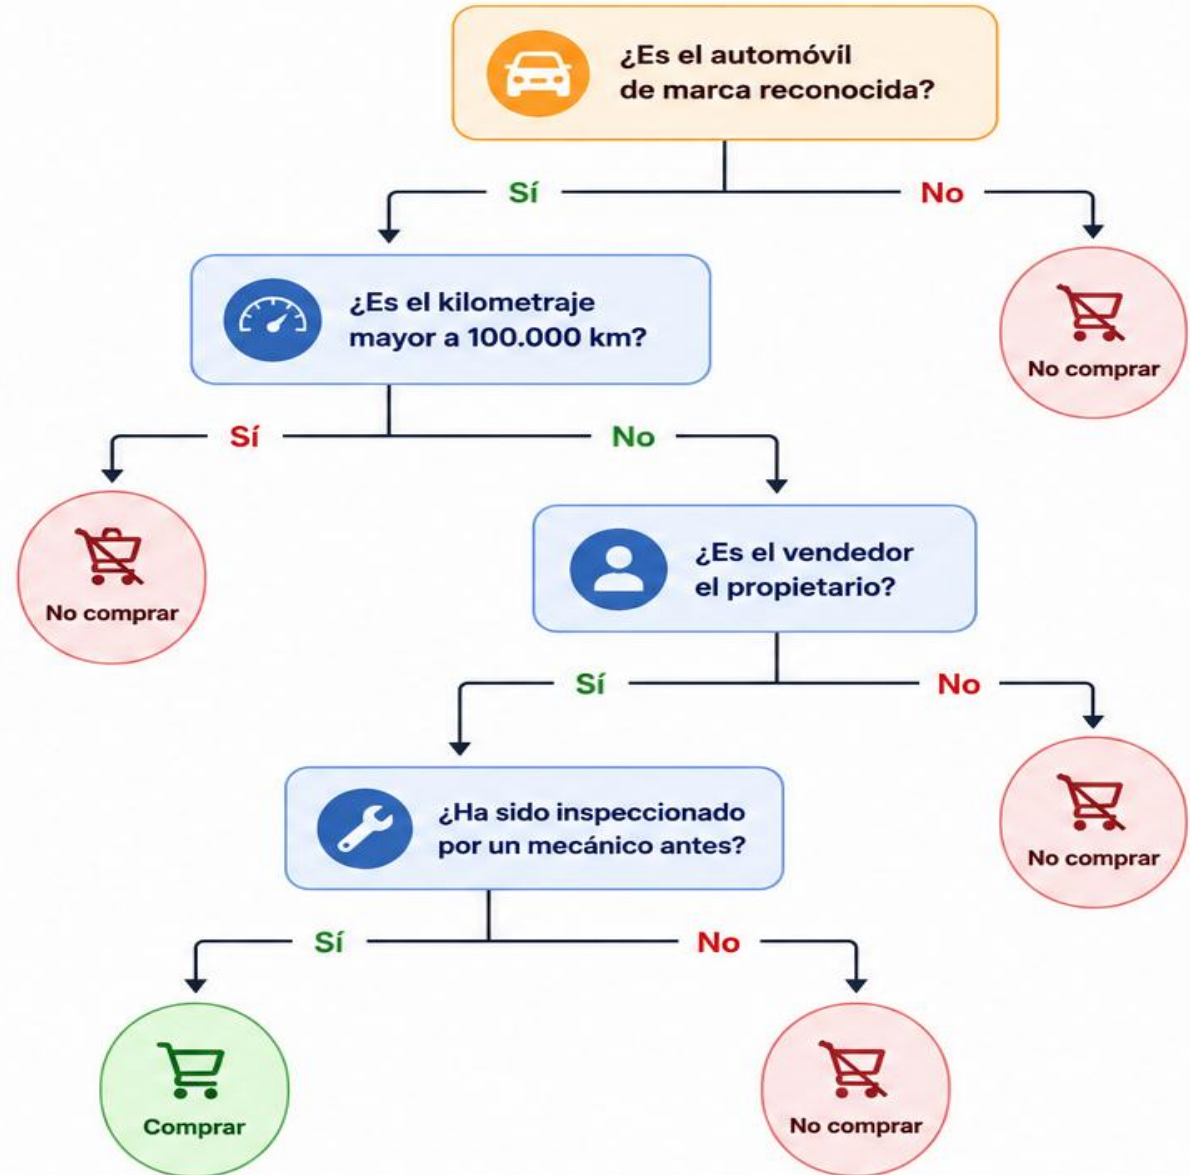 ¿Es el automóvil
de marca reconocida?
Sí
No
¿Es el kilometraje
mayor a 100.000 km?
No comprar
Sí
No
No comprar
¿Es el vendedor
el propietario?
Sí
No
¿Ha sido inspeccionado
por un mecánico antes?
No comprar
Sí
No
Comprar
No comprar